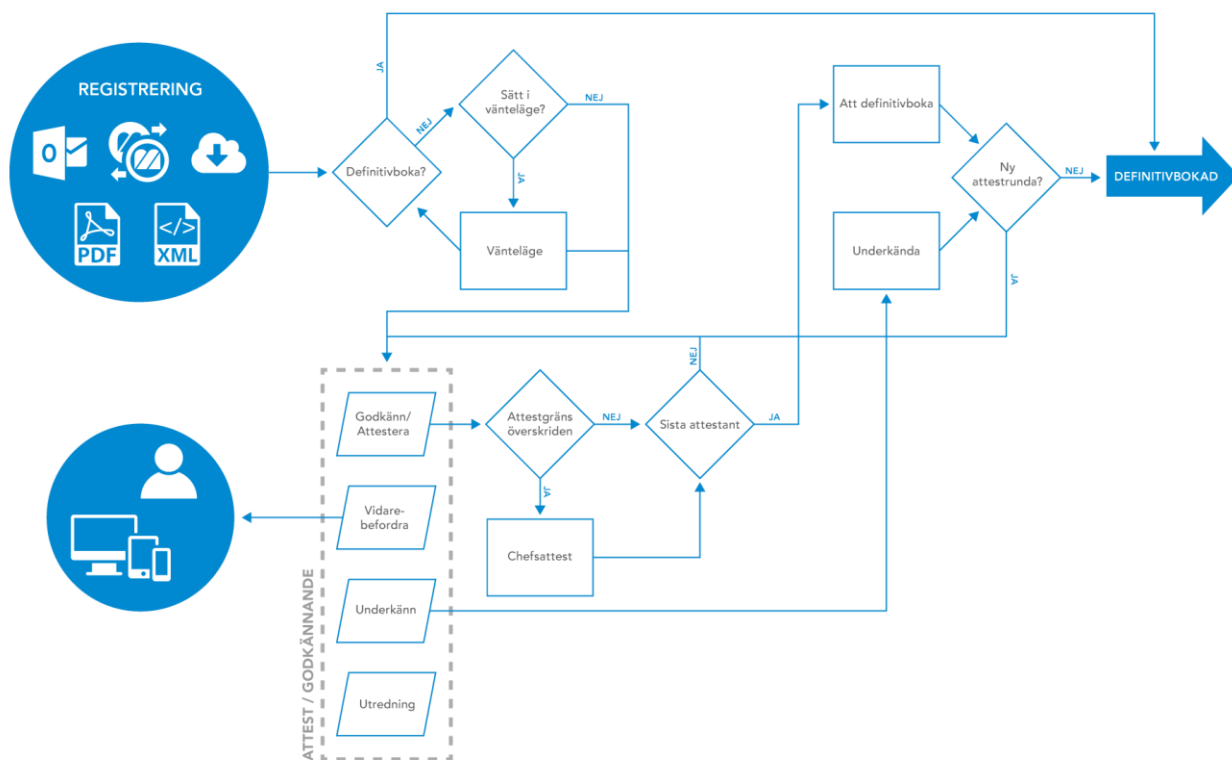 REGISTRERING
O
PDF
</>
XML
JA
Definitivboka?
NEJ
Sätt i
vänteläge?
NEJ
JA
Vänteläge
Att definitivboka
Underkända
Ny
attestrunda?
NEJ
JA
DEFINITIVBOKAD
ATTEST / GODKÄNNANDE
Godkänn/
Attestera
Vidare-
befordra
Underkänn
Utredning
Attestgräns
överskriden
NEJ
JA
Chefsattest
Sista attestant
NEJ
JA